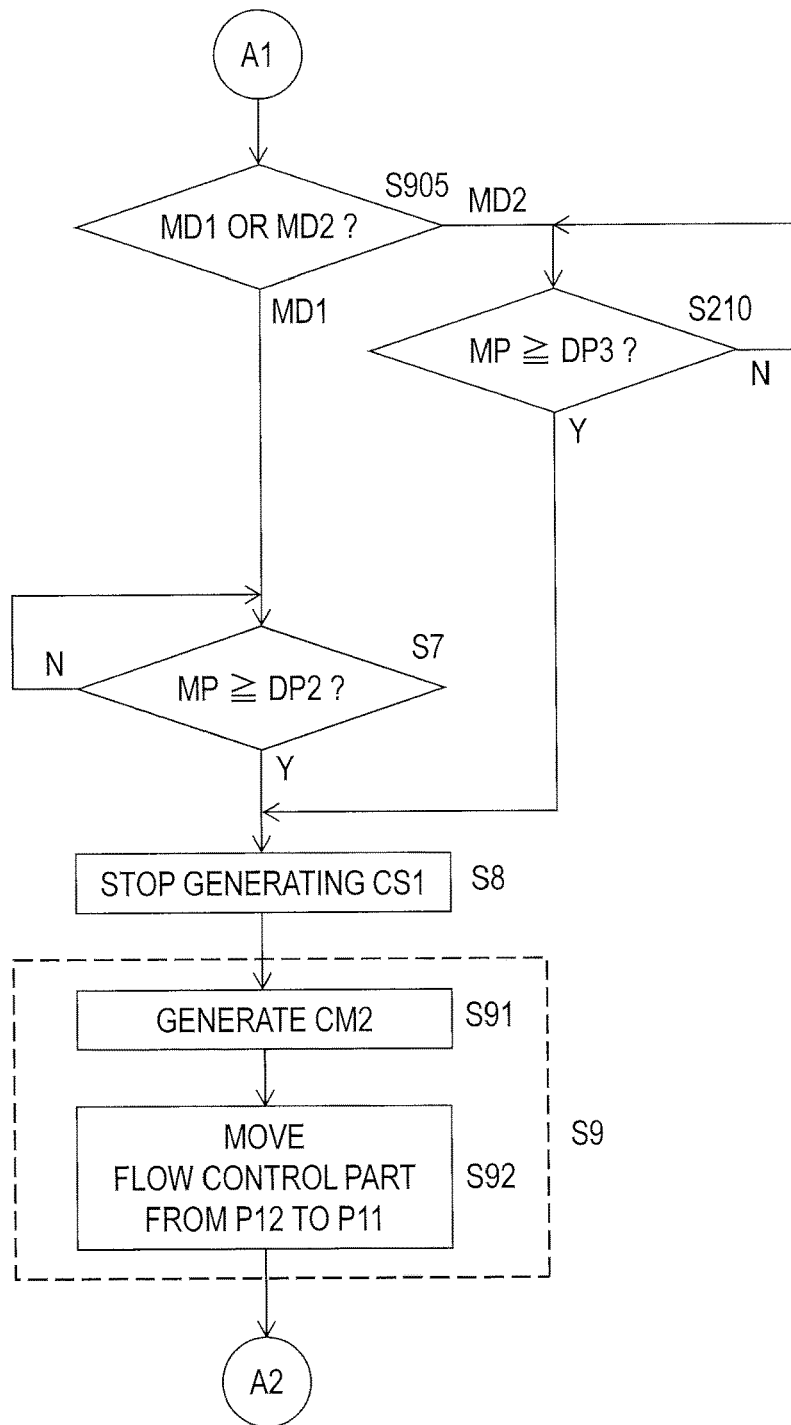 A1
S905
MD1 OR MD2 ?
MD2
MD1
S210
MP ≧ DP3 ?
N
Y
S7
N
MP ≧ DP2 ?
Y
STOP GENERATING CS1
S8
GENERATE CM2
S91
S9
MOVE
FLOW CONTROL PART
FROM P12 TO P11
S92
A2